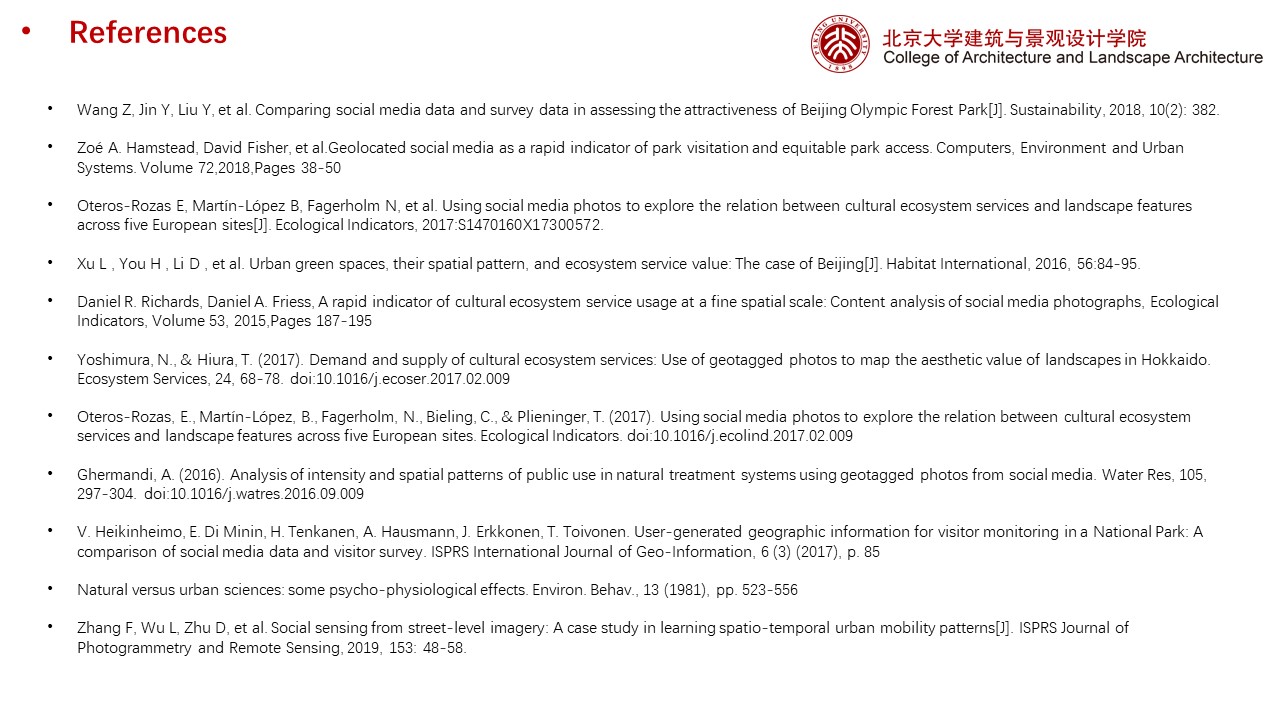 • References
PEKING UNIVERSITY
1898
北京大学建筑与景观设计学院
College of Architecture and Landscape Architecture
• Wang Z, Jin Y, Liu Y, et al. Comparing social media data and survey data in assessing the attractiveness of Beijing Olympic Forest Park[J]. Sustainability, 2018, 10(2): 382.
• Zoé A. Hamstead, David Fisher, et al.Geolocated social media as a rapid indicator of park visitation and equitable park access. Computers, Environment and Urban
Systems. Volume 72,2018,Pages 38-50
• Oteros-Rozas E, Martín-López B, Fagerholm N, et al. Using social media photos to explore the relation between cultural ecosystem services and landscape features
across five European sites[J]. Ecological Indicators, 2017:S1470160X17300572.
• Xu L , You H , Li D , et al. Urban green spaces, their spatial pattern, and ecosystem service value: The case of Beijing[J]. Habitat International, 2016, 56:84-95.
• Daniel R. Richards, Daniel A. Friess, A rapid indicator of cultural ecosystem service usage at a fine spatial scale: Content analysis of social media photographs, Ecological
Indicators, Volume 53, 2015,Pages 187-195
• Yoshimura, N., & Hiura, T. (2017). Demand and supply of cultural ecosystem services: Use of geotagged photos to map the aesthetic value of landscapes in Hokkaido.
Ecosystem Services, 24, 68-78. doi:10.1016/j.ecoser.2017.02.009
• Oteros-Rozas, E., Martín-López, B., Fagerholm, N., Bieling, C., & Plieninger, T. (2017). Using social media photos to explore the relation between cultural ecosystem
services and landscape features across five European sites. Ecological Indicators. doi:10.1016/j.ecolind.2017.02.009
• Ghermandi, A. (2016). Analysis of intensity and spatial patterns of public use in natural treatment systems using geotagged photos from social media. Water Res, 105,
297-304. doi:10.1016/j.watres.2016.09.009
• V. Heikinheimo, E. Di Minin, H. Tenkanen, A. Hausmann, J. Erkkonen, T. Toivonen. User-generated geographic information for visitor monitoring in a National Park: A
comparison of social media data and visitor survey. ISPRS International Journal of Geo-Information, 6 (3) (2017), p. 85
• Natural versus urban sciences: some psycho-physiological effects. Environ. Behav., 13 (1981), pp. 523-556
• Zhang F, Wu L, Zhu D, et al. Social sensing from street-level imagery: A case study in learning spatio-temporal urban mobility patterns[J]. ISPRS Journal of
Photogrammetry and Remote Sensing, 2019, 153: 48-58.